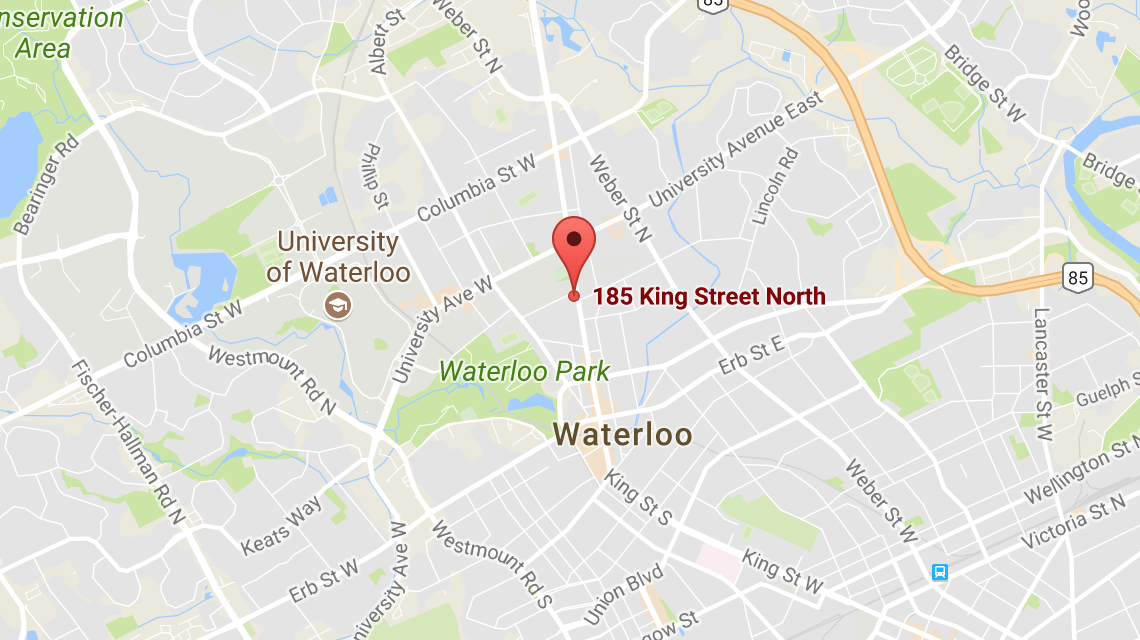 85
nservation
Area
Albert St
Weber St N
Woo
Bridge St W
University Avenue East
Bearinger Rd
Phillip St
Columbia St W
Weber St N
Lincoln Rd
Bridge
University
of Waterloo
University Ave W
185 King Street North
85
Columbia St W
Westmount Rd N
Waterloo Park
Erb St E
Lancaster St W
Guelph S
Fischer-Hallman Rd N
Waterloo
King St S
Weber St W
Wellington St N
Victoria St N
Keats Way
University Ave W
Westmount Rd S
King St W
Erb St W
Union Blvd
gow St